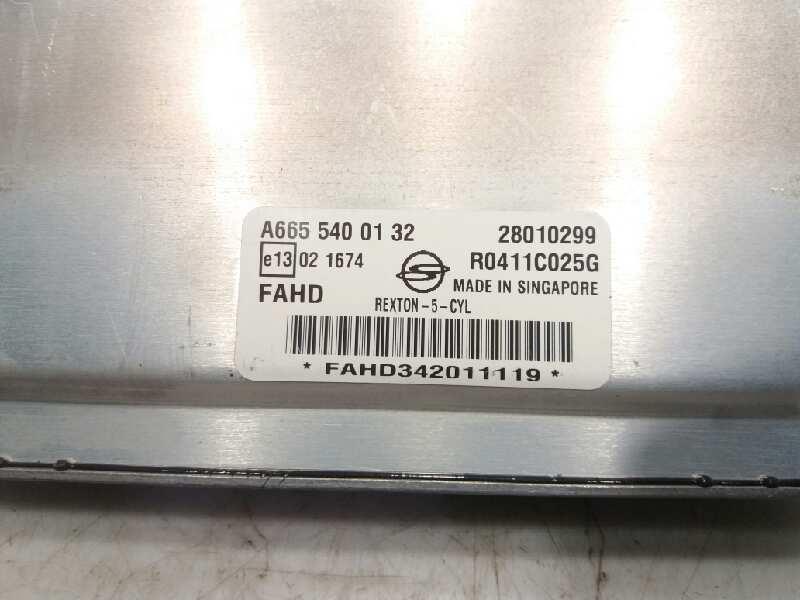 A665 540 01 32 28010299
e13 02 1674 R0411C025G
FAHD MADE IN SINGAPORE
REXTON-5-CYL
* FAHD342011119 *